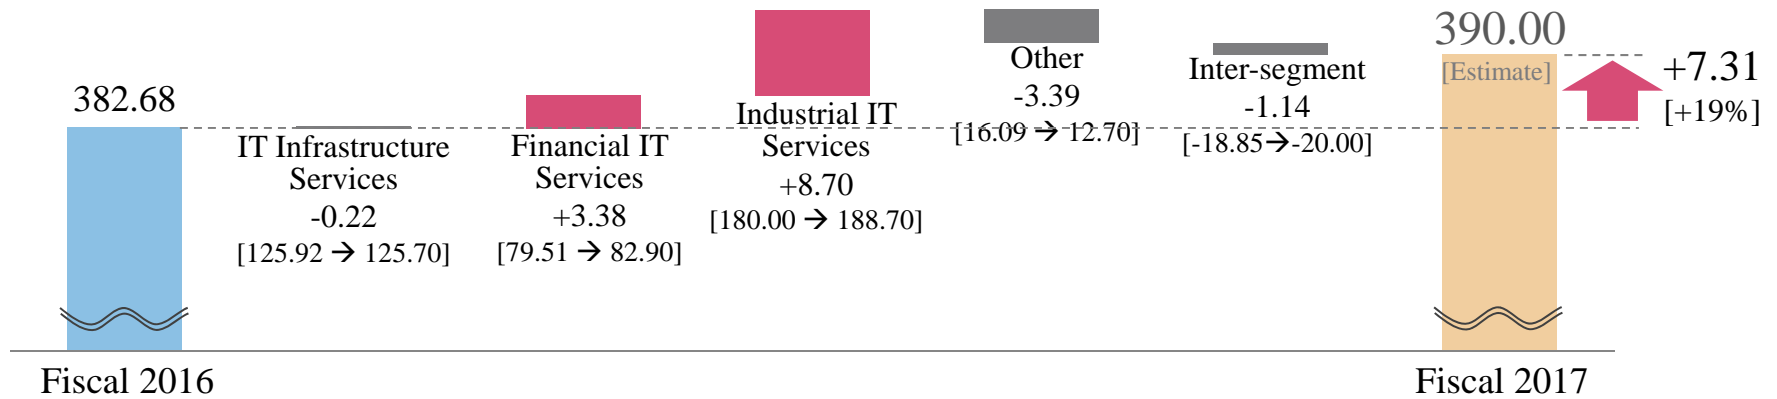 382.68
IT Infrastructure
Services
-0.22
[125.92 → 125.70]
Financial IT
Services
+3.38
[79.51 → 82.90]
Industrial IT
Services
+8.70
[180.00 → 188.70]
Other
-3.39
[16.09 → 12.70]
Inter-segment
-1.14
[-18.85→-20.00]
390.00
[Estimate]
+7.31
[+19%]
Fiscal 2016
Fiscal 2017